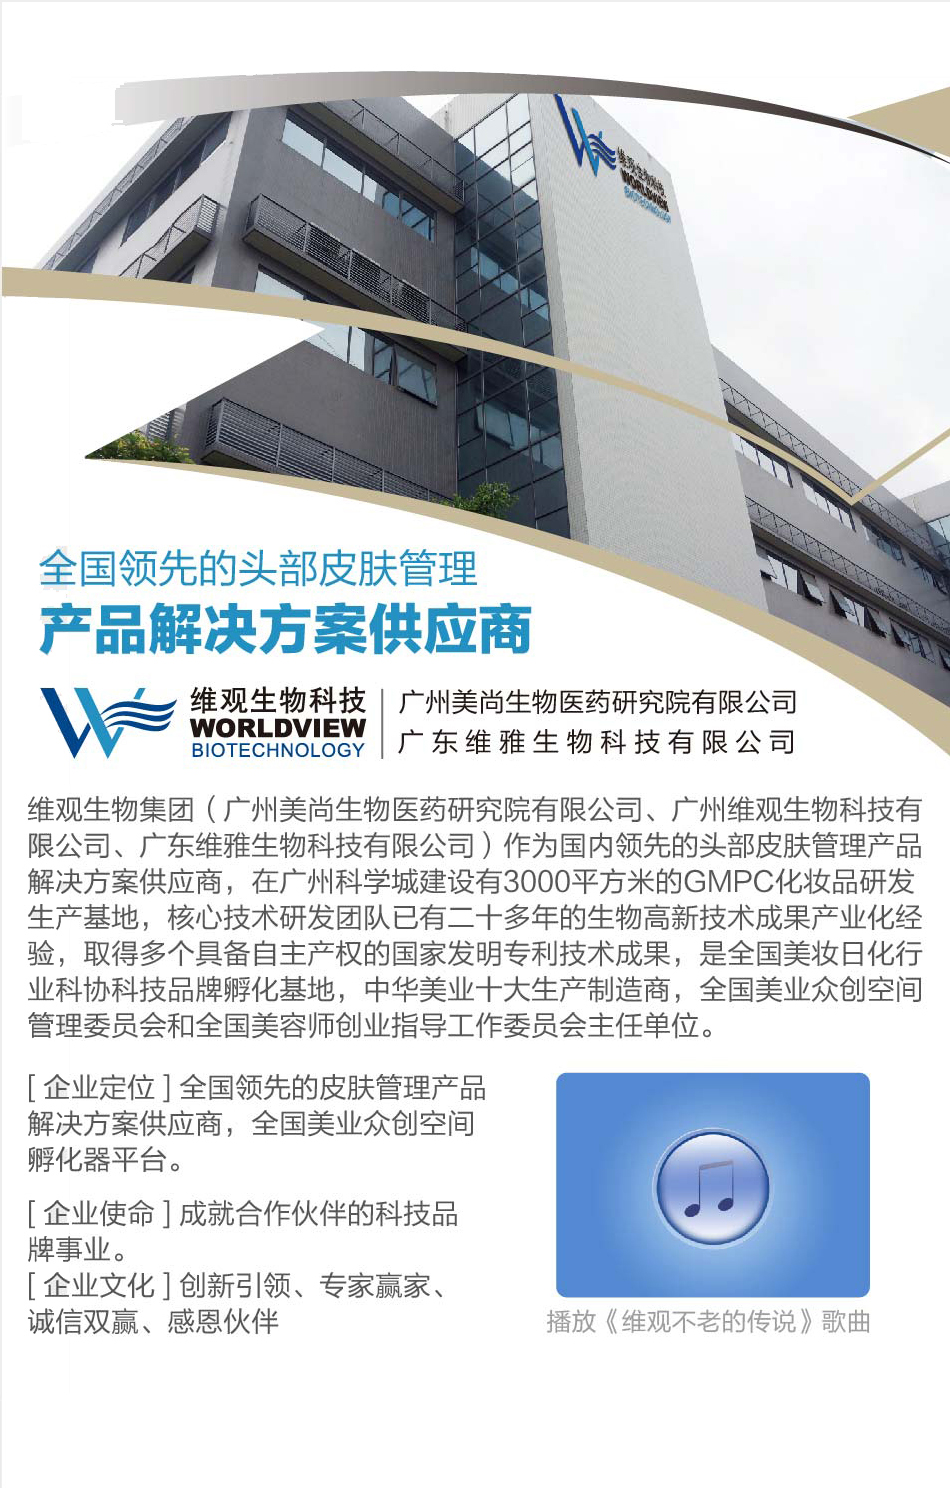 维观生物科技
WORLDVIEW
BIOTECHNOLOGY
全国领先的头部皮肤管理
产品解决方案供应商
维观生物科技
WORLDVIEW
BIOTECHNOLOGY
广州美尚生物医药研究院有限公司
广东维雅生物科技有限公司
维观生物集团（广州美尚生物医药研究院有限公司、广州维观生物科技有
限公司、广东维雅生物科技有限公司）作为国内领先的头部皮肤管理产品
解决方案供应商，在广州科学城建设有3000平方米的GMPC化妆品研发
生产基地，核心技术研发团队已有二十多年的生物高新技术成果产业化经
验，取得多个具备自主产权的国家发明专利技术成果，是全国美妆日化行
业科协科技品牌孵化基地，中华美业十大生产制造商，全国美业众创空间
管理委员会和全国美容师创业指导工作委员会主任单位。
[ 企业定位 ] 全国领先的皮肤管理产品
解决方案供应商，全国美业众创空间
孵化器平台。
[ 企业使命 ] 成就合作伙伴的科技品
牌事业。
[ 企业文化 ] 创新引领、专家赢家、
诚信双赢、感恩伙伴
播放《维观不老的传说》歌曲